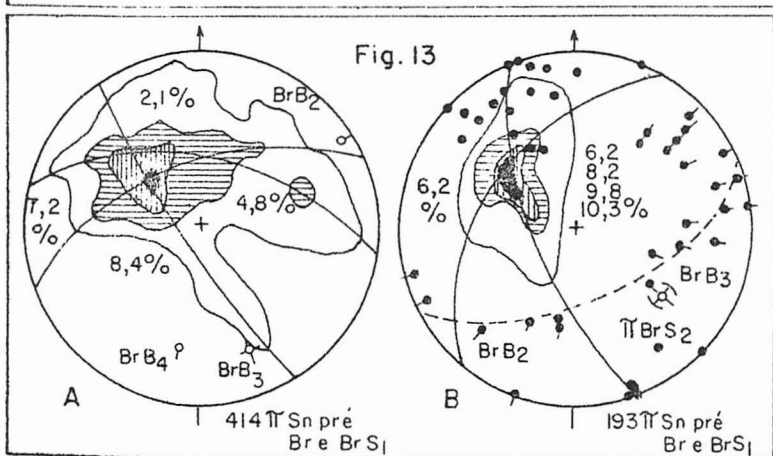 Fig. 13
2,1%
BrB2
7,2
%
4,8%
8,4%
BrB4
BrB3
A
414 π Sn pré
Br e BrS1
6,2
%
6,2
8,2
9,8
10,3%
BrB3
πBrS2
BrB2
B
193 π Sn pré
Br e BrS1